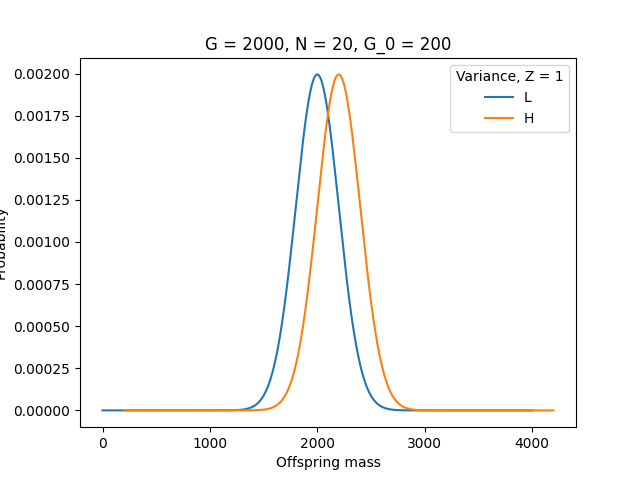 G = 2000, N = 20, G_0 = 200
Variance, Z = 1
L
H
0.00200
0.00175
0.00150
0.00125
0.00100
0.00075
0.00050
0.00025
0.00000
Probability
0 1000 2000 3000 4000
Offspring mass